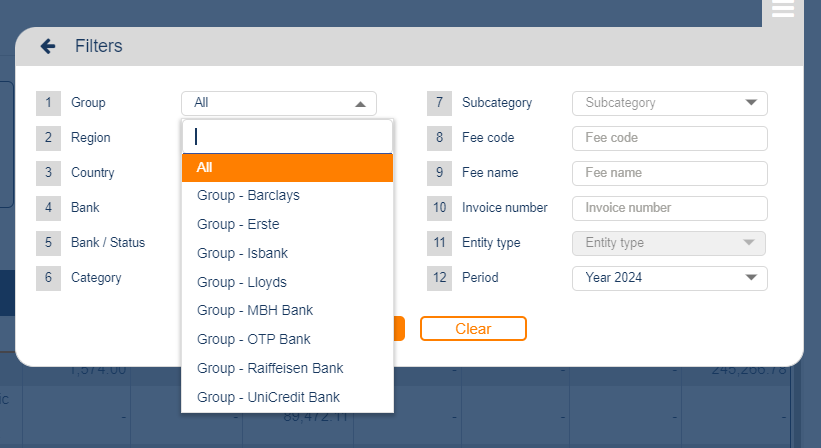 Filters
1 Group All
2 Region
3 Country
4 Bank
5 Bank / Status
6 Category
All
Group - Barclays
Group - Erste
Group - Isbank
Group - Lloyds
Group - MBH Bank
Group - OTP Bank
Group - Raiffeisen Bank
Group - UniCredit Bank
7 Subcategory Subcategory
8 Fee code Fee code
9 Fee name Fee name
10 Invoice number Invoice number
11 Entity type Entity type
12 Period Year 2024
Clear
1,574.00 - - - - 245,266.78
- - 89,472.11 - - - -